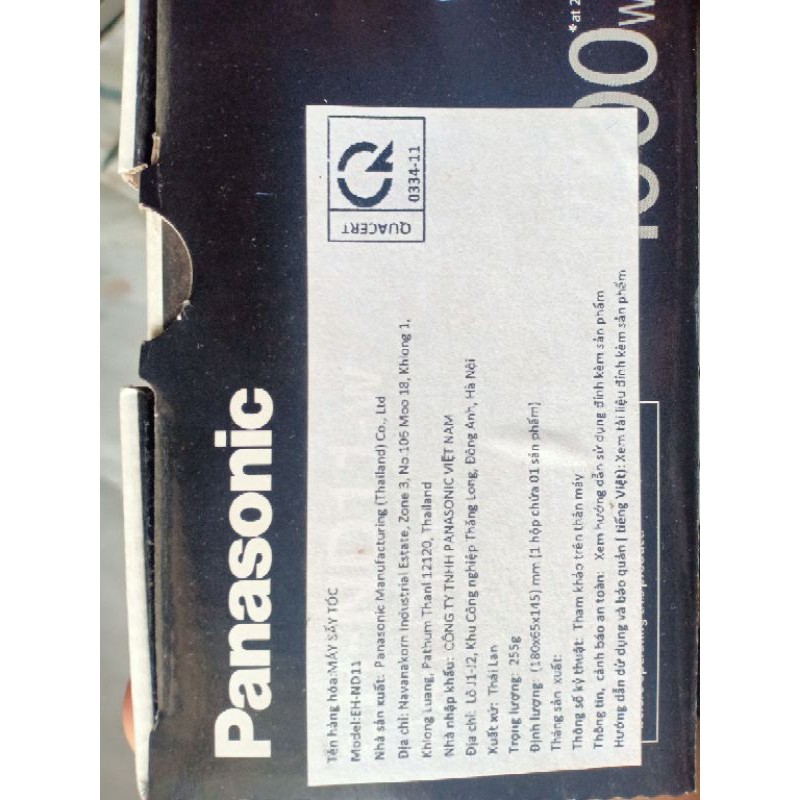 Panasonic
QUACERT
0334-11
Tên hàng hóa:MÁY SẤY TÓC
Model:EH-ND11
Nhà sản xuất: Panasonic Manufacturing (Thailand) Co., Ltd
Địa chỉ: Navanakorn Industrial Estate, Zone 3, No.106 Moo 18, Khlong 1,
Khlong Luang, Pathum Thani 12120, Thailand
Nhà nhập khẩu: CÔNG TY TNHH PANASONIC VIỆT NAM
Địa chỉ: Lô J1-J2, Khu Công nghiệp Thăng Long, Đông Anh, Hà Nội
Xuất xứ: Thái Lan
Trọng lượng: 255g
Định lượng: (180x65x145) mm (1 hộp chứa 01 sản phẩm)
Tháng sản xuất:
Thông số kỹ thuật: Tham khảo trên thân máy
Thông tin, cảnh báo an toàn: Xem hướng dẫn sử dụng đính kèm sản phẩm
Hướng dẫn dử dụng và bảo quản ( tiếng Việt): Xem tài liệu đính kèm sản phẩm
*at 2
W